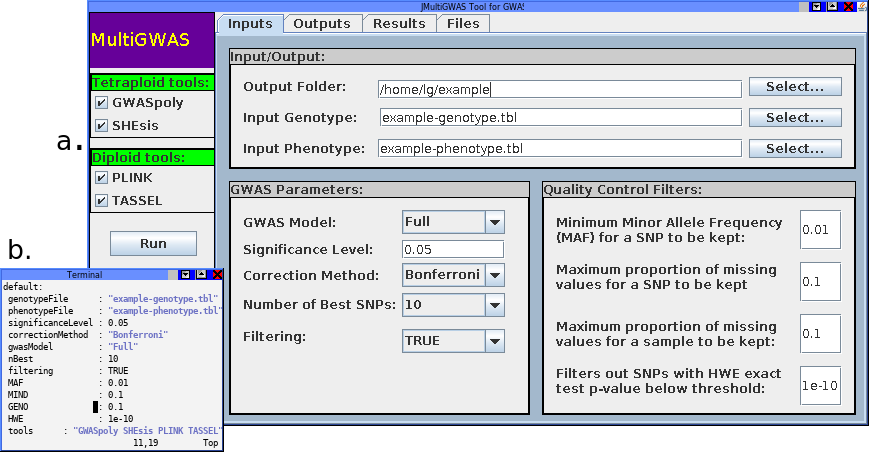 JMultiGWAS Tool for GWAS
MultiGWAS
Inputs
Outputs
Results
Files
Tetraploid tools:
GWASpoly
SHEsis
a.
Diploid tools:
PLINK
TASSEL
Run
Input/Output:
Output Folder: /home/lg/example Select...
Input Genotype: example-genotype.tbl Select...
Input Phenotype: example-phenotype.tbl Select...
GWAS Parameters:
GWAS Model: Full
Significance Level: 0.05
Correction Method: Bonferroni
Number of Best SNPs: 10
Filtering: TRUE
Quality Control Filters:
Minimum Minor Allele Frequency
(MAF) for a SNP to be kept: 0.01
Maximum proportion of missing
values for a SNP to be kept 0.1
Maximum proportion of missing
values for a sample to be kept: 0.1
Filters out SNPs with HWE exact
test p-value below threshold: 1e-10
b.
Terminal
default:
genotypeFile : "example-genotype.tbl"
phenotypeFile : "example-phenotype.tbl"
significanceLevel : 0.05
correctionMethod : "Bonferroni"
gwasModel : "Full"
nBest : 10
filtering : TRUE
MAF : 0.01
MIND : 0.1
GENO : 0.1
HWE : 1e-10
tools : "GWASpoly SHEsis PLINK TASSEL"
11,19 Top